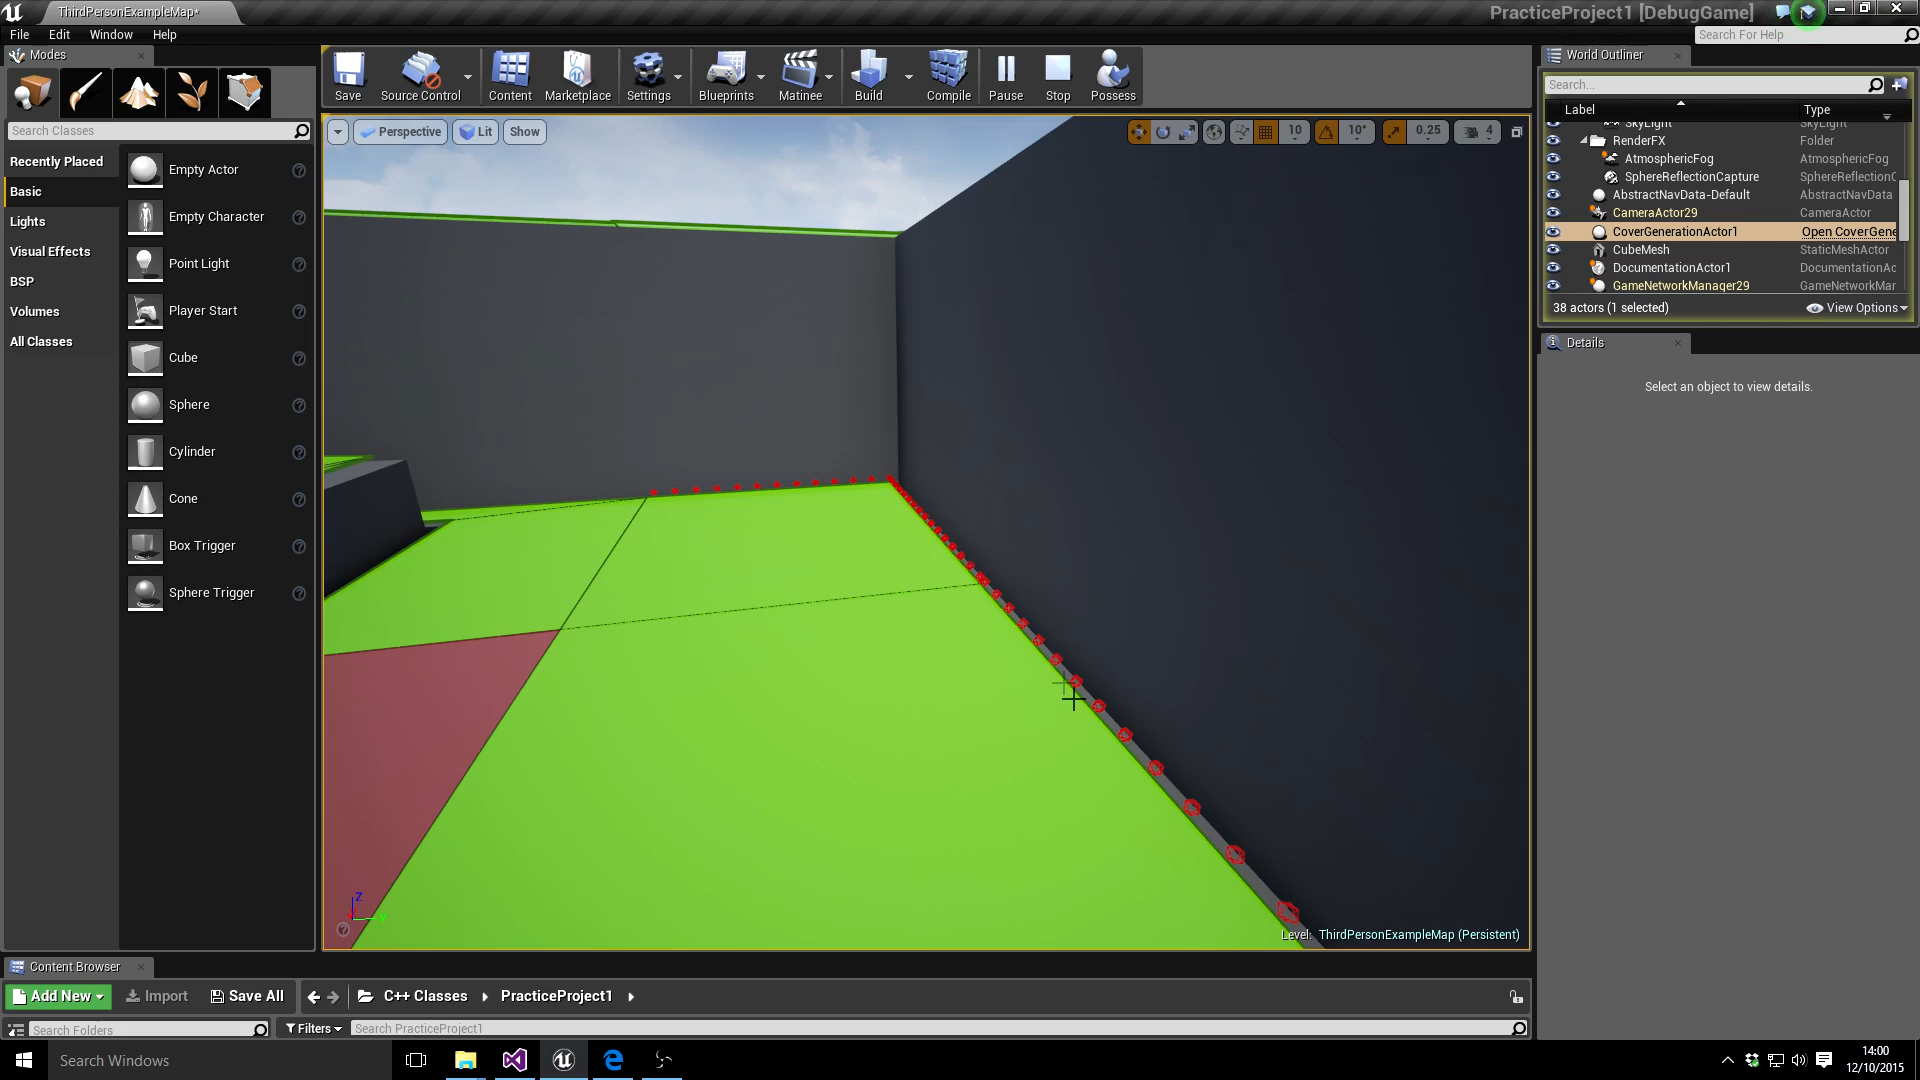 ThirdPersonExampleMap*
PracticeProject1 [DebugGame]
File Edit Window Help
Search For Help
Modes
Search Classes
Recently Placed
Basic
Lights
Visual Effects
BSP
Volumes
All Classes
Empty Actor
Empty Character
Point Light
Player Start
Cube
Sphere
Cylinder
Cone
Box Trigger
Sphere Trigger
Save
Source Control
Content
Marketplace
Settings
Blueprints
Matinee
Build
Compile
Pause
Stop
Possess
Perspective
Lit
Show
10
10°
0.25
4
Z
Y
Level: ThirdPersonExampleMap (Persistent)
World Outliner
Search...
Label Type
SkyLight SkyLight
RenderFX Folder
AtmosphericFog AtmosphericFog
SphereReflectionCapture SphereReflectionC
AbstractNavData-Default AbstractNavData
CameraActor29 CameraActor
CoverGenerationActor1 Open CoverGene
CubeMesh StaticMeshActor
DocumentationActor1 DocumentationAc
GameNetworkManager29 GameNetworkMar
38 actors (1 selected) View Options
Details
Select an object to view details.
Content Browser
Add New Import Save All C++ Classes PracticeProject1
Search Folders Filters Search PracticeProject1
Search Windows
14:00
12/10/2015